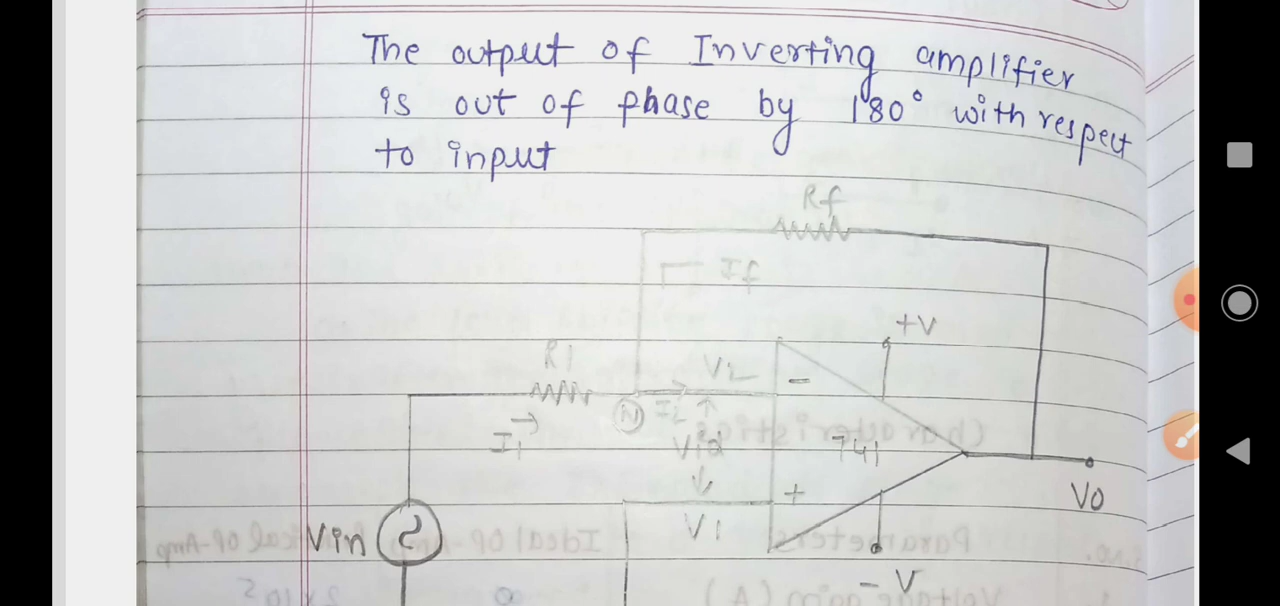 The output of Inverting amplifier
is out of phase by 180° with respect
to input
Rf
If
+V
R1
V2
-
N
I2
I1
Vid
741
+
Vo
Vin
V1
- V